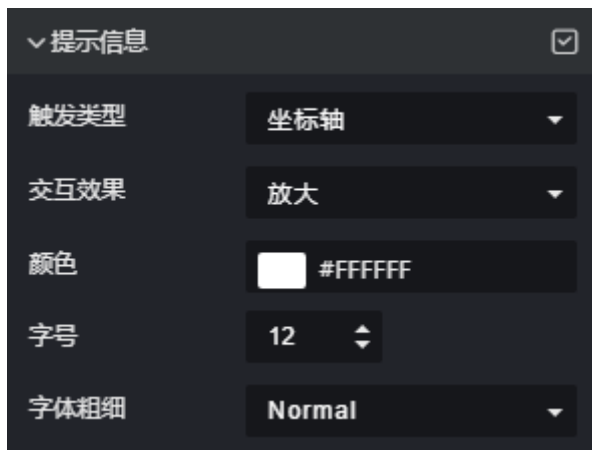 提示信息
触发类型 坐标轴
交互效果 放大
颜色 #FFFFFF
字号 12
字体粗细 Normal